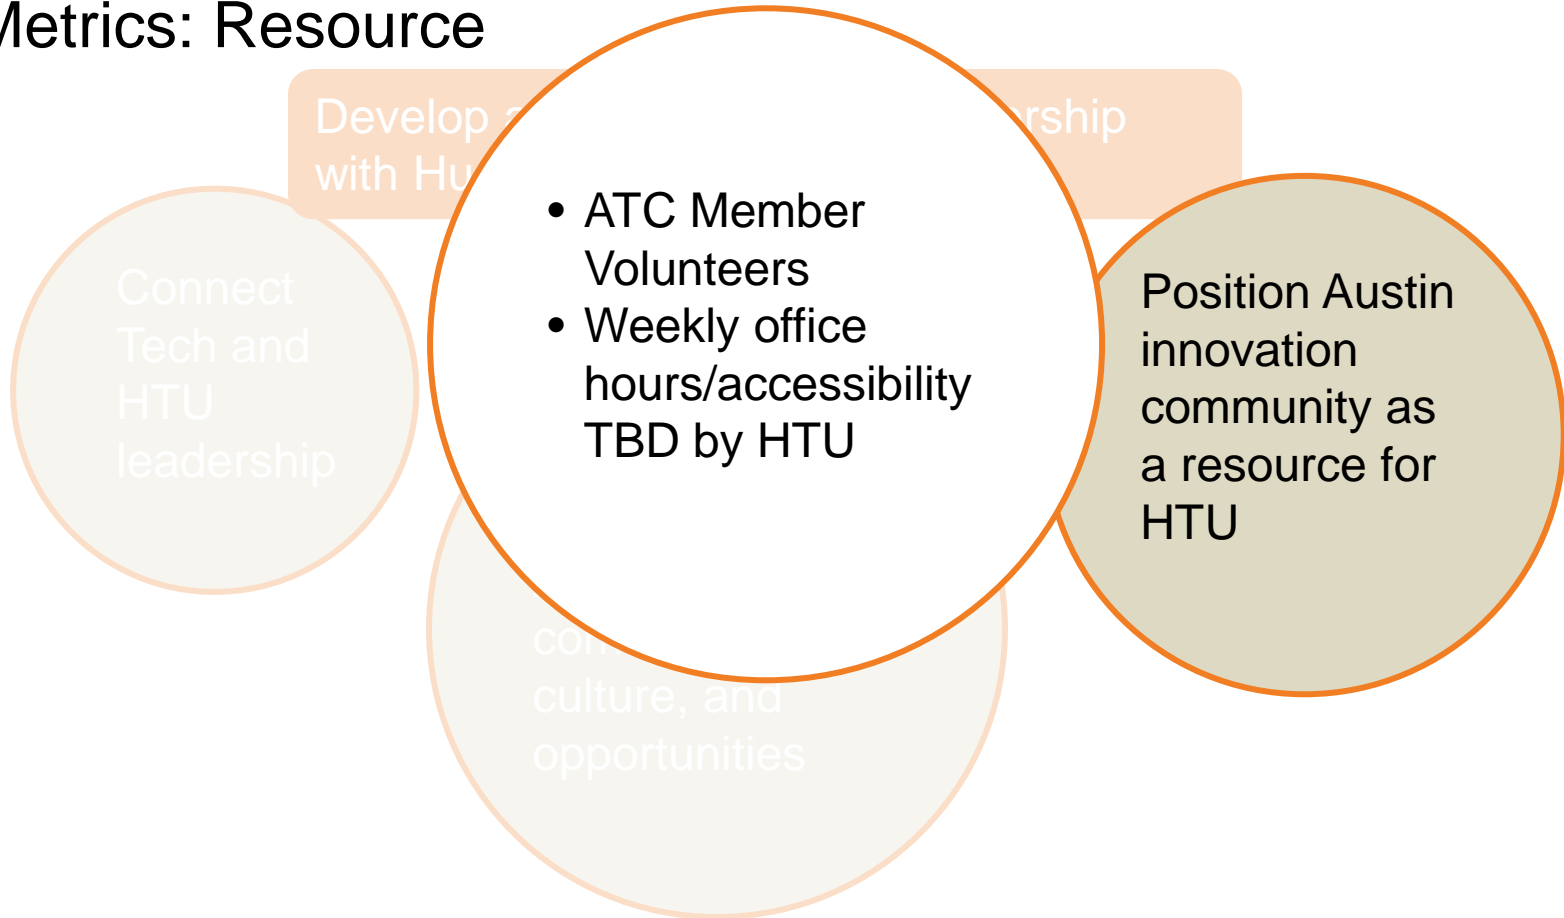 Metrics: Resource
Develop
with
rship
• ATC Member
Volunteers
• Weekly office
hours/accessibility
TBD by HTU
Connect
Tech and
HTU
leadership
Position Austin
innovation
community as
a resource for
HTU
culture, and
opportunities